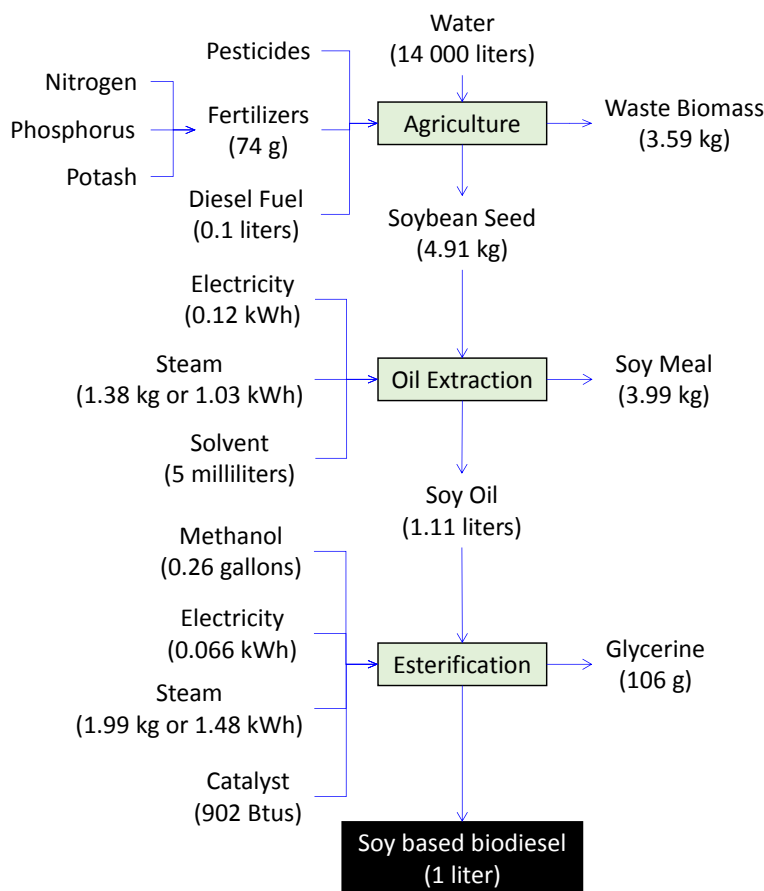 Water
(14 000 liters)
Pesticides
Nitrogen
Phosphorus
Potash
Fertilizers
(74 g)
Diesel Fuel
(0.1 liters)
Agriculture
Waste Biomass
(3.59 kg)
Soybean Seed
(4.91 kg)
Electricity
(0.12 kWh)
Steam
(1.38 kg or 1.03 kWh)
Solvent
(5 milliliters)
Oil Extraction
Soy Meal
(3.99 kg)
Soy Oil
(1.11 liters)
Methanol
(0.26 gallons)
Electricity
(0.066 kWh)
Steam
(1.99 kg or 1.48 kWh)
Catalyst
(902 Btus)
Esterification
Glycerine
(106 g)
Soy based biodiesel
(1 liter)